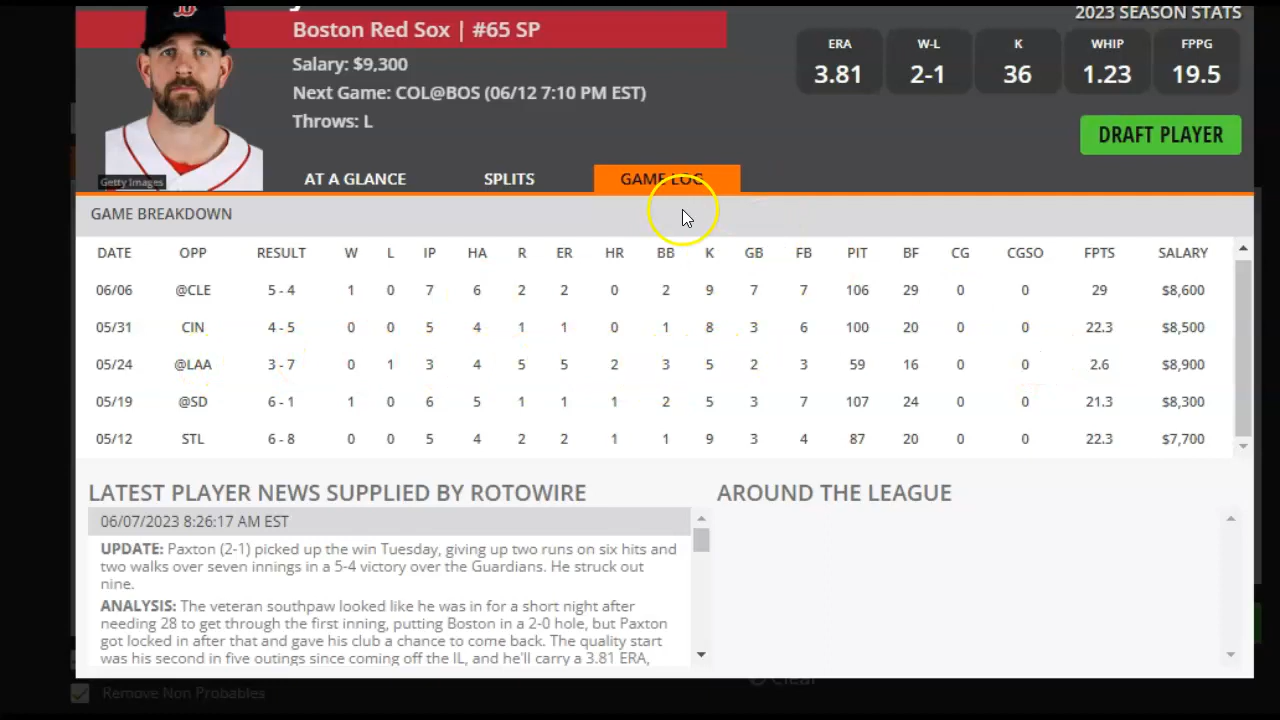 Boston Red Sox | #65 SP
Salary: $9,300
Next Game: COL@BOS (06/12 7:10 PM EST)
Throws: L
2023 SEASON STATS
ERA W-L K WHIP FPPG
3.81 2-1 36 1.23 19.5
DRAFT PLAYER
Getty Images
AT A GLANCE SPLITS GAME LOG
GAME BREAKDOWN
DATE OPP RESULT W L IP HA R ER HR BB K GB FB PIT BF CG CGSO FPTS SALARY
06/06 @CLE 5 - 4 1 0 7 6 2 2 0 2 9 7 7 106 29 0 0 29 $8,600
05/31 CIN 4 - 5 0 0 5 4 1 1 0 1 8 3 6 100 20 0 0 22.3 $8,500
05/24 @LAA 3 - 7 0 1 3 4 5 5 2 3 5 2 3 59 16 0 0 2.6 $8,900
05/19 @SD 6 - 1 1 0 6 5 1 1 1 2 5 3 7 107 24 0 0 21.3 $8,300
05/12 STL 6 - 8 0 0 5 4 2 2 1 1 9 3 4 87 20 0 0 22.3 $7,700
LATEST PLAYER NEWS SUPPLIED BY ROTOWIRE
06/07/2023 8:26:17 AM EST
UPDATE: Paxton (2-1) picked up the win Tuesday, giving up two runs on six hits and
two walks over seven innings in a 5-4 victory over the Guardians. He struck out
nine.
ANALYSIS: The veteran southpaw looked like he was in for a short night after
needing 28 to get through the first inning, putting Boston in a 2-0 hole, but Paxton
got locked in after that and gave his club a chance to come back. The quality start
was his second in five outings since coming off the IL, and he'll carry a 3.81 ERA,
AROUND THE LEAGUE
Remove Non Probables
Clear